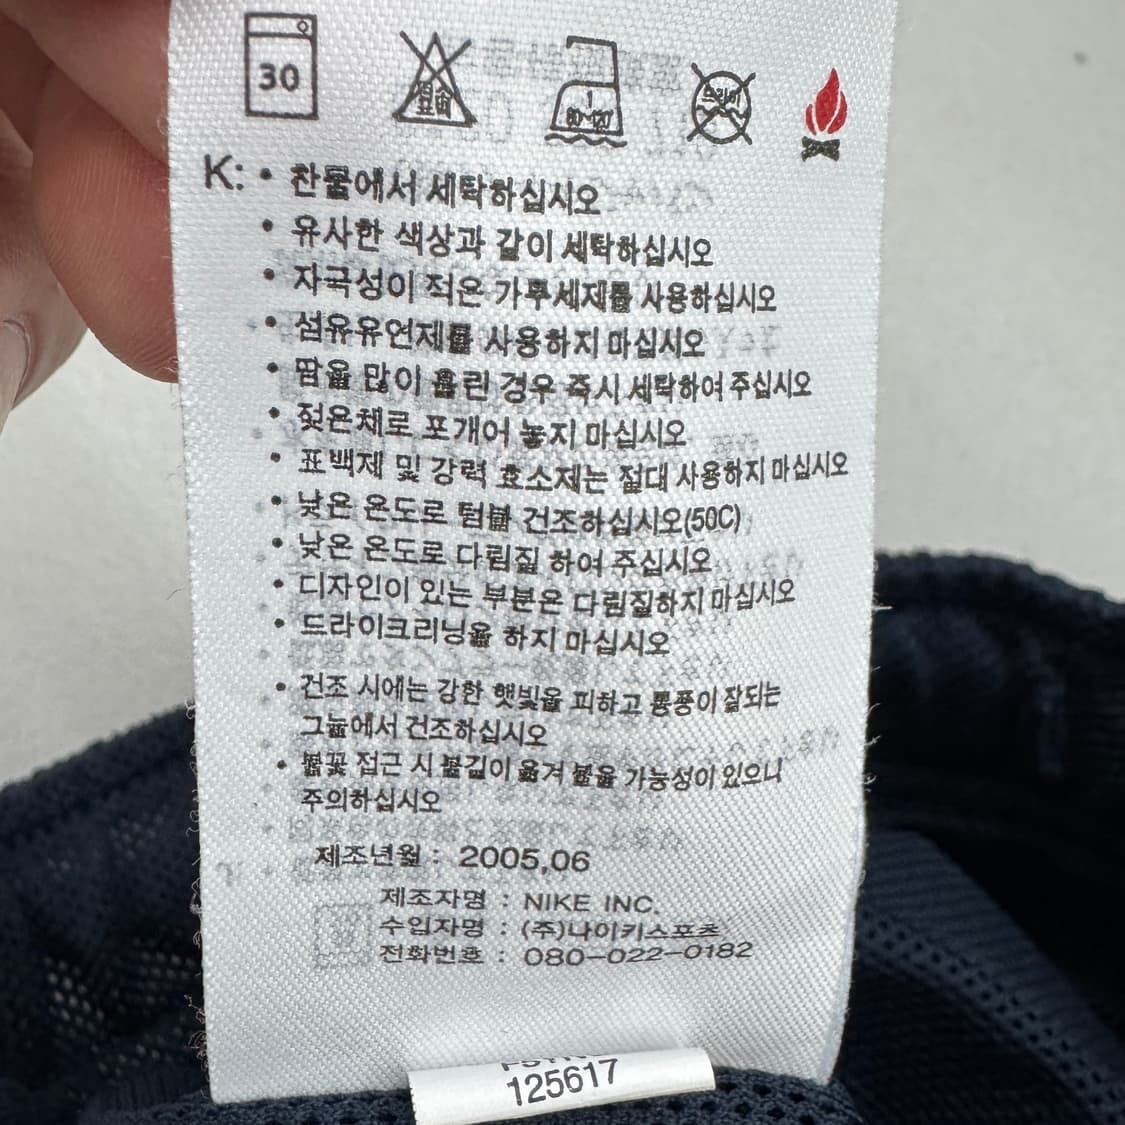 30
염소
1
80~120°
드라이
K: • 찬물에서 세탁하십시오
• 유사한 색상과 같이 세탁하십시오
• 자극성이 적은 가루세제를 사용하십시오
• 섬유유연제를 사용하지 마십시오
• 땀을 많이 흘린 경우 즉시 세탁하여 주십시오
• 젖은채로 포개어 놓지 마십시오
• 표백제 및 강력 효소제는 절대 사용하지 마십시오
• 낮은 온도로 텀블 건조하십시오(50C)
• 낮은 온도로 다림질 하여 주십시오
• 디자인이 있는 부분은 다림질하지 마십시오
• 드라이크리닝을 하지 마십시오
• 건조 시에는 강한 햇빛을 피하고 통풍이 잘되는
그늘에서 건조하십시오
• 불꽃 접근 시 불길이 옮겨 붙을 가능성이 있으니
주의하십시오
제조년월 : 2005,06
제조자명 : NIKE INC.
수입자명 : (주)나이키스포츠
전화번호 : 080-022-0182
125617